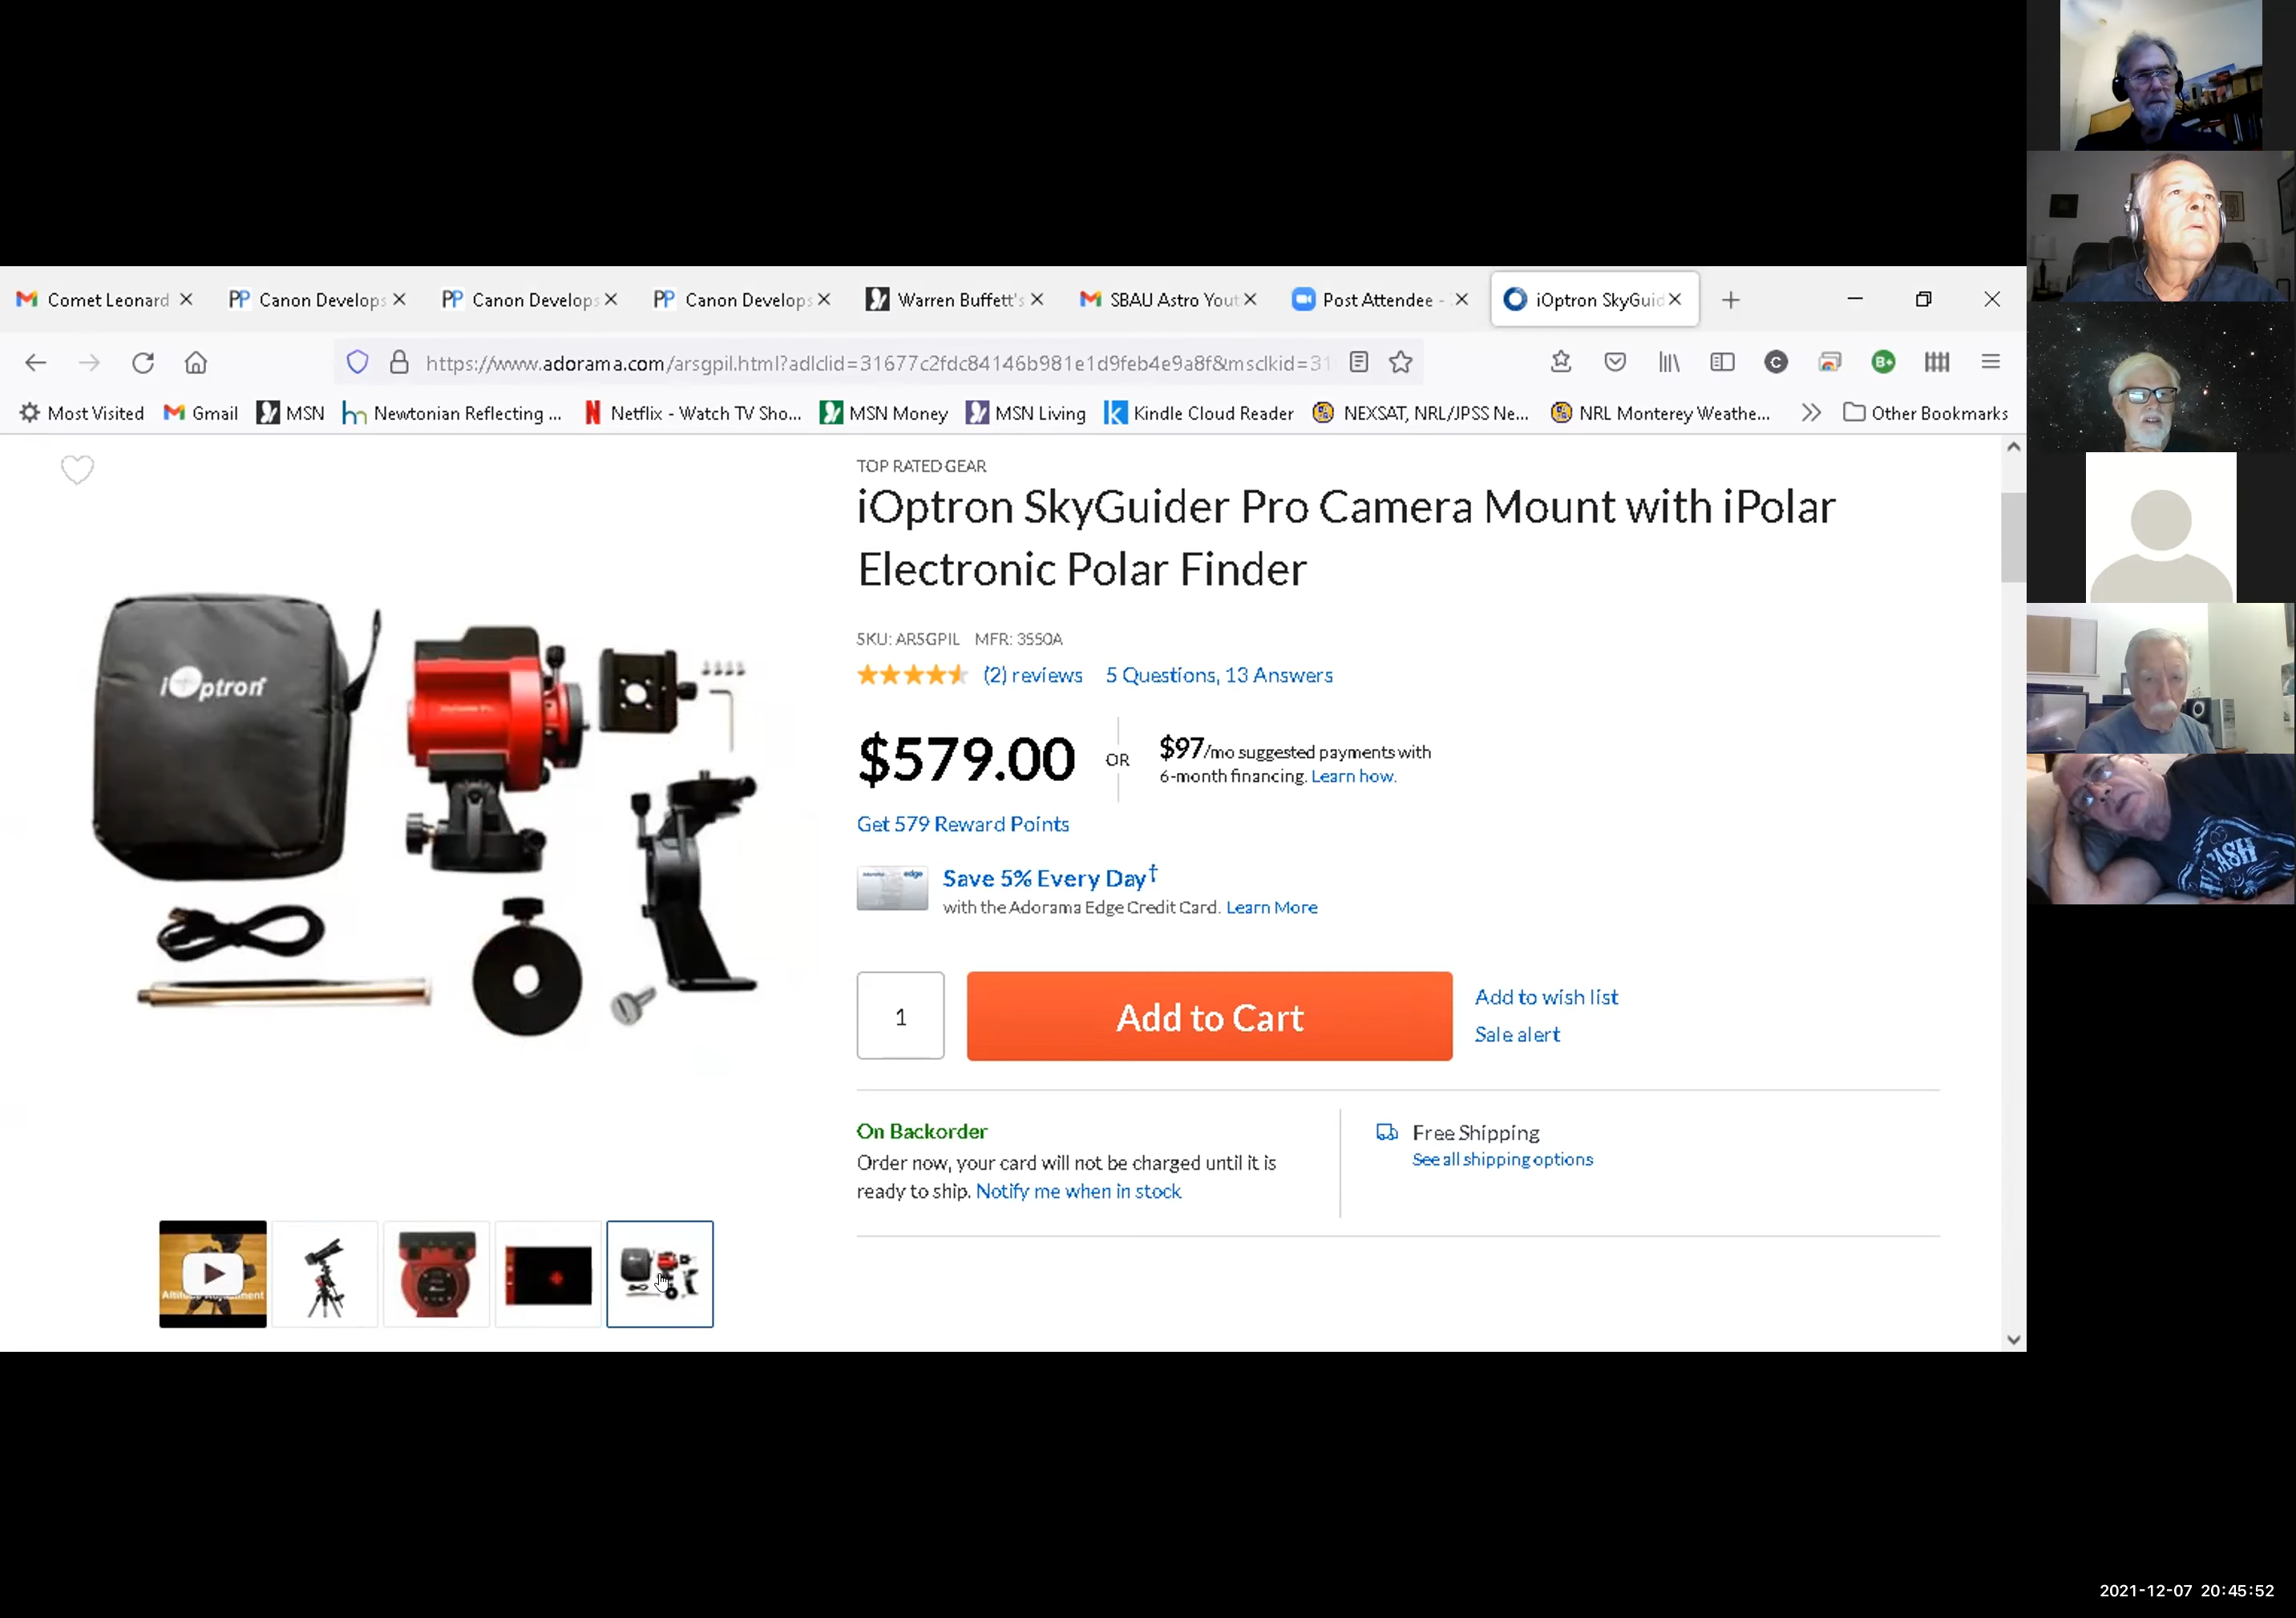 Comet Leonard
Canon Develops
Canon Develops
Canon Develops
Warren Buffett's
SBAU Astro Yout
Post Attendee -
iOptron SkyGuid
https://www.adorama.com/arsgpil.html?adlclid=31677c2fdc84146b981e1d9feb4e9a8f&msclkid=31
Most Visited
Gmail
MSN
Newtonian Reflecting ...
Netflix - Watch TV Sho...
MSN Money
MSN Living
Kindle Cloud Reader
NEXSAT, NRL/JPSS Ne...
NRL Monterey Weathe...
Other Bookmarks
TOP RATED GEAR
iOptron SkyGuider Pro Camera Mount with iPolar
Electronic Polar Finder
SKU: ARSGPIL MFR: 3550A
(2) reviews 5 Questions, 13 Answers
$579.00
OR
$97/mo suggested payments with
6-month financing. Learn how.
Get 579 Reward Points
edge
Save 5% Every Day†
with the Adorama Edge Credit Card. Learn More
iOptron
1
Add to Cart
Add to wish list
Sale alert
On Backorder
Order now, your card will not be charged until it is
ready to ship. Notify me when in stock
Free Shipping
See all shipping options
CASH
2021-12-07 20:45:52